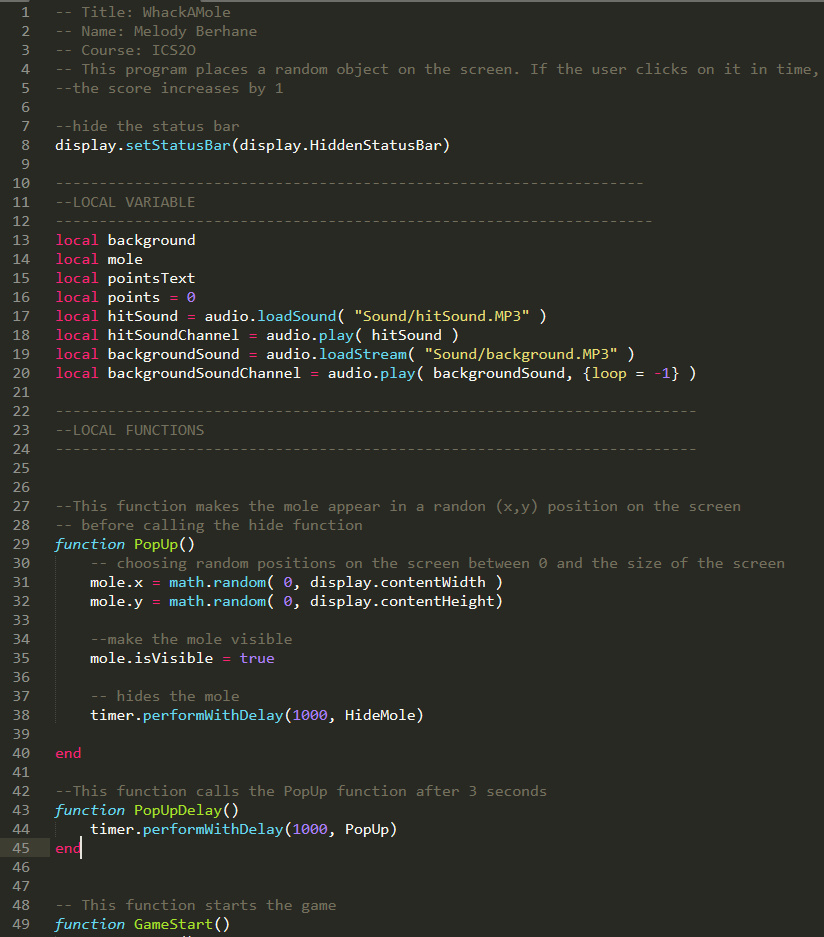 1 -- Title: WhackAMole
2 -- Name: Melody Berhane
3 -- Course: ICS2O
4 -- This program places a random object on the screen. If the user clicks on it in time,
5 --the score increases by 1
6
7 --hide the status bar
8 display.setStatusBar(display.HiddenStatusBar)
9
10 -------------------------------------------------------------------
11 --LOCAL VARIABLE
12 --------------------------------------------------------------------
13 local background
14 local mole
15 local pointsText
16 local points = 0
17 local hitSound = audio.loadSound( "Sound/hitSound.MP3" )
18 local hitSoundChannel = audio.play( hitSound )
19 local backgroundSound = audio.loadStream( "Sound/background.MP3" )
20 local backgroundSoundChannel = audio.play( backgroundSound, {loop = -1} )
21
22 -------------------------------------------------------------------------
23 --LOCAL FUNCTIONS
24 -------------------------------------------------------------------------
25
26
27 --This function makes the mole appear in a randon (x,y) position on the screen
28 -- before calling the hide function
29 function PopUp()
30 -- choosing random positions on the screen between 0 and the size of the screen
31 mole.x = math.random( 0, display.contentWidth )
32 mole.y = math.random( 0, display.contentHeight)
33
34 --make the mole visible
35 mole.isVisible = true
36
37 -- hides the mole
38 timer.performWithDelay(1000, HideMole)
39
40 end
41
42 --This function calls the PopUp function after 3 seconds
43 function PopUpDelay()
44 timer.performWithDelay(1000, PopUp)
45 end
46
47
48 -- This function starts the game
49 function GameStart()